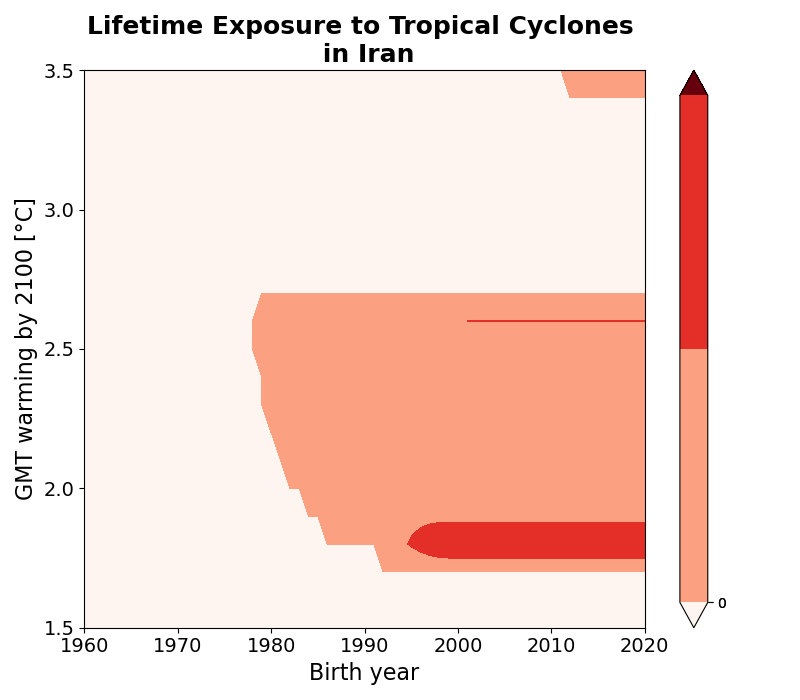 Lifetime Exposure to Tropical Cyclones
in Iran
GMT warming by 2100 [°C]
3.5
3.0
2.5
2.0
1.5
1960 1970 1980 1990 2000 2010 2020
Birth year
0